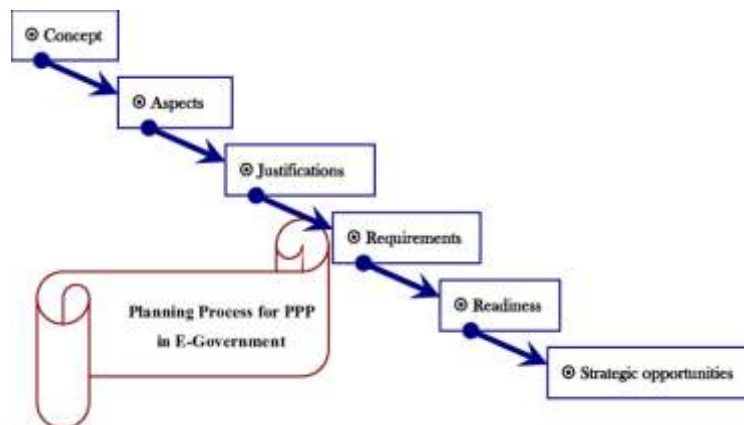 ⊙ Concept
⊙ Aspects
⊙ Justifications
⊙ Requirements
⊙ Readiness
⊙ Strategic opportunities
Planning Process for PPP
in E-Government